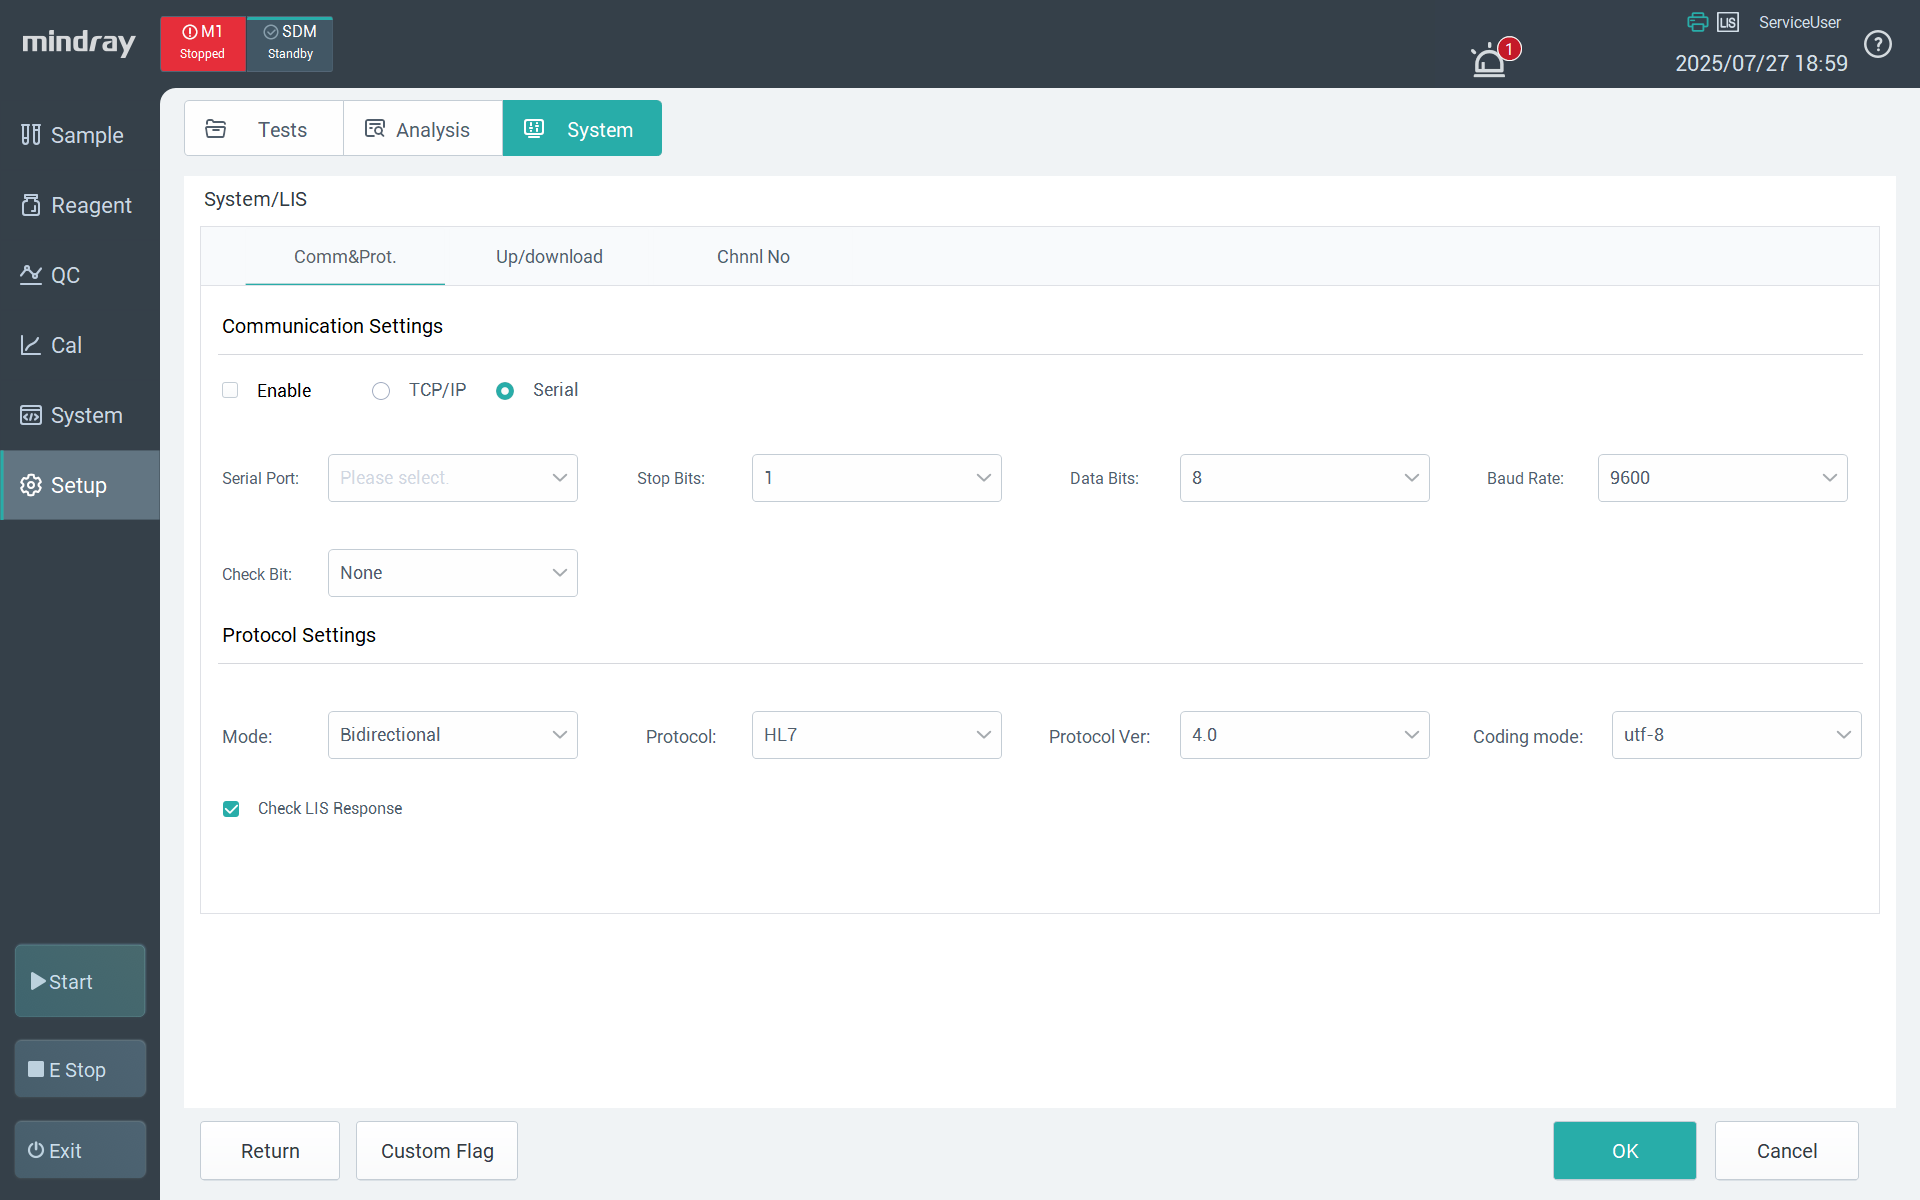 mindray
M1
Stopped
SDM
Standby
1
LIS
ServiceUser
2025/07/27 18:59
?
Sample
Reagent
QC
Cal
System
Setup
Start
E Stop
Exit
Tests
Analysis
System
System/LIS
Comm&Prot.
Up/download
Chnnl No
Communication Settings
Enable
TCP/IP
Serial
Serial Port:
Please select.
Stop Bits:
1
Data Bits:
8
Baud Rate:
9600
Check Bit:
None
Protocol Settings
Mode:
Bidirectional
Protocol:
HL7
Protocol Ver:
4.0
Coding mode:
utf-8
Check LIS Response
Return
Custom Flag
OK
Cancel